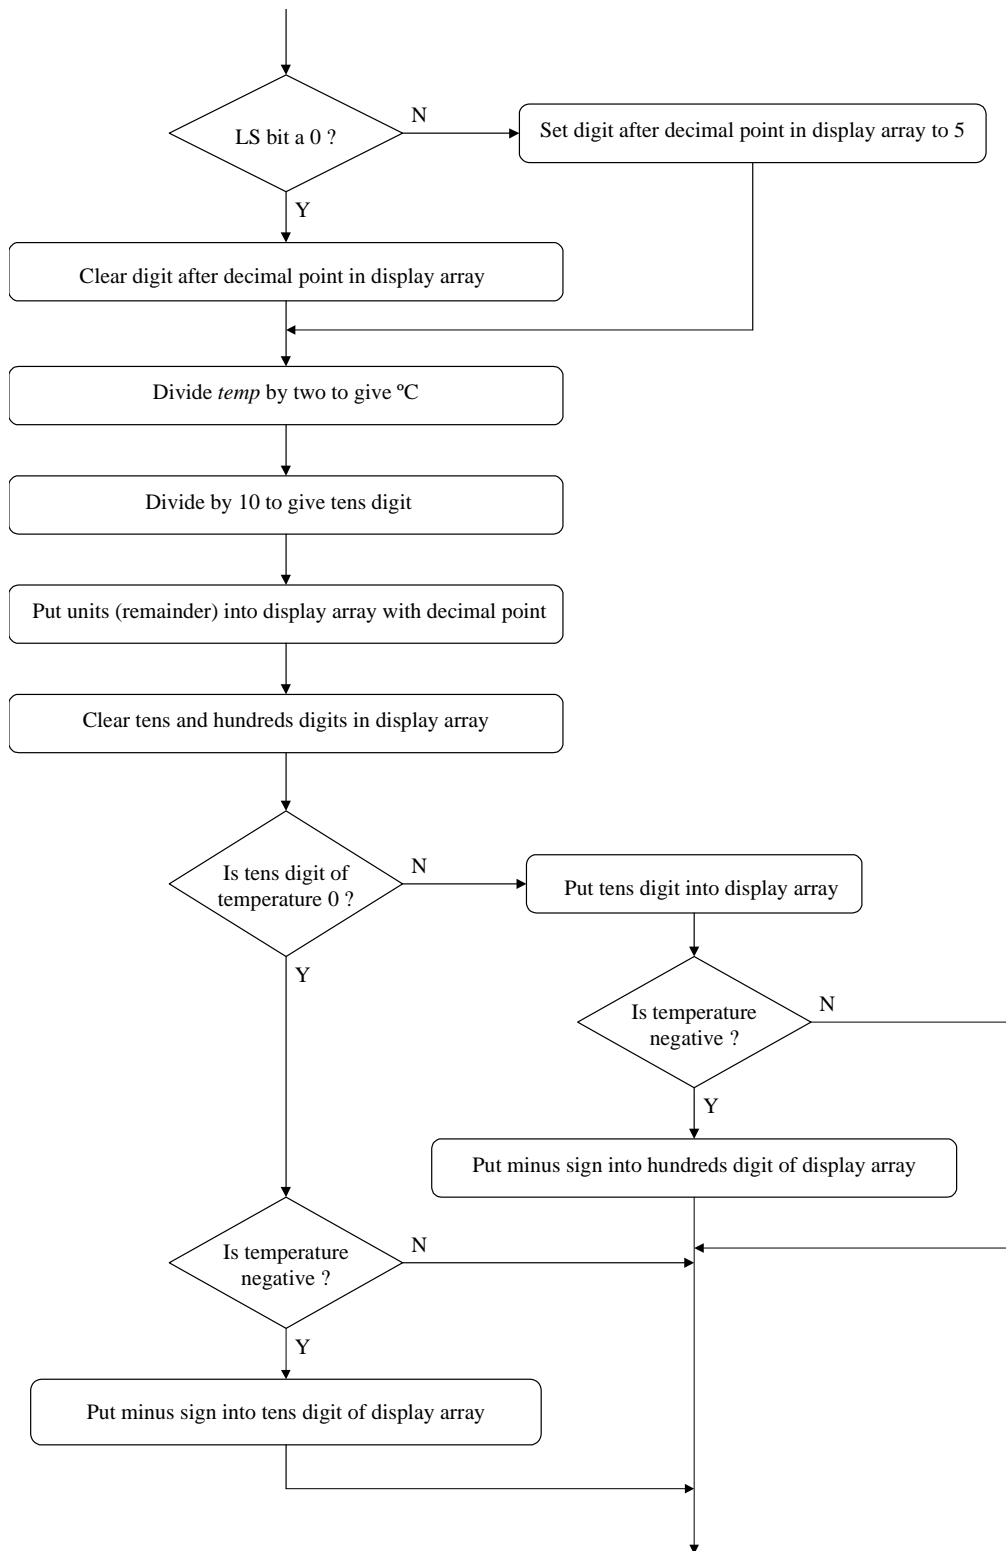 LS bit a 0 ?
N
Set digit after decimal point in display array to 5
Y
Clear digit after decimal point in display array
Divide temp by two to give ºC
Divide by 10 to give tens digit
Put units (remainder) into display array with decimal point
Clear tens and hundreds digits in display array
Is tens digit of
temperature 0 ?
N
Put tens digit into display array
Y
Is temperature
negative ?
N
Y
Put minus sign into hundreds digit of display array
Is temperature
negative ?
N
Y
Put minus sign into tens digit of display array